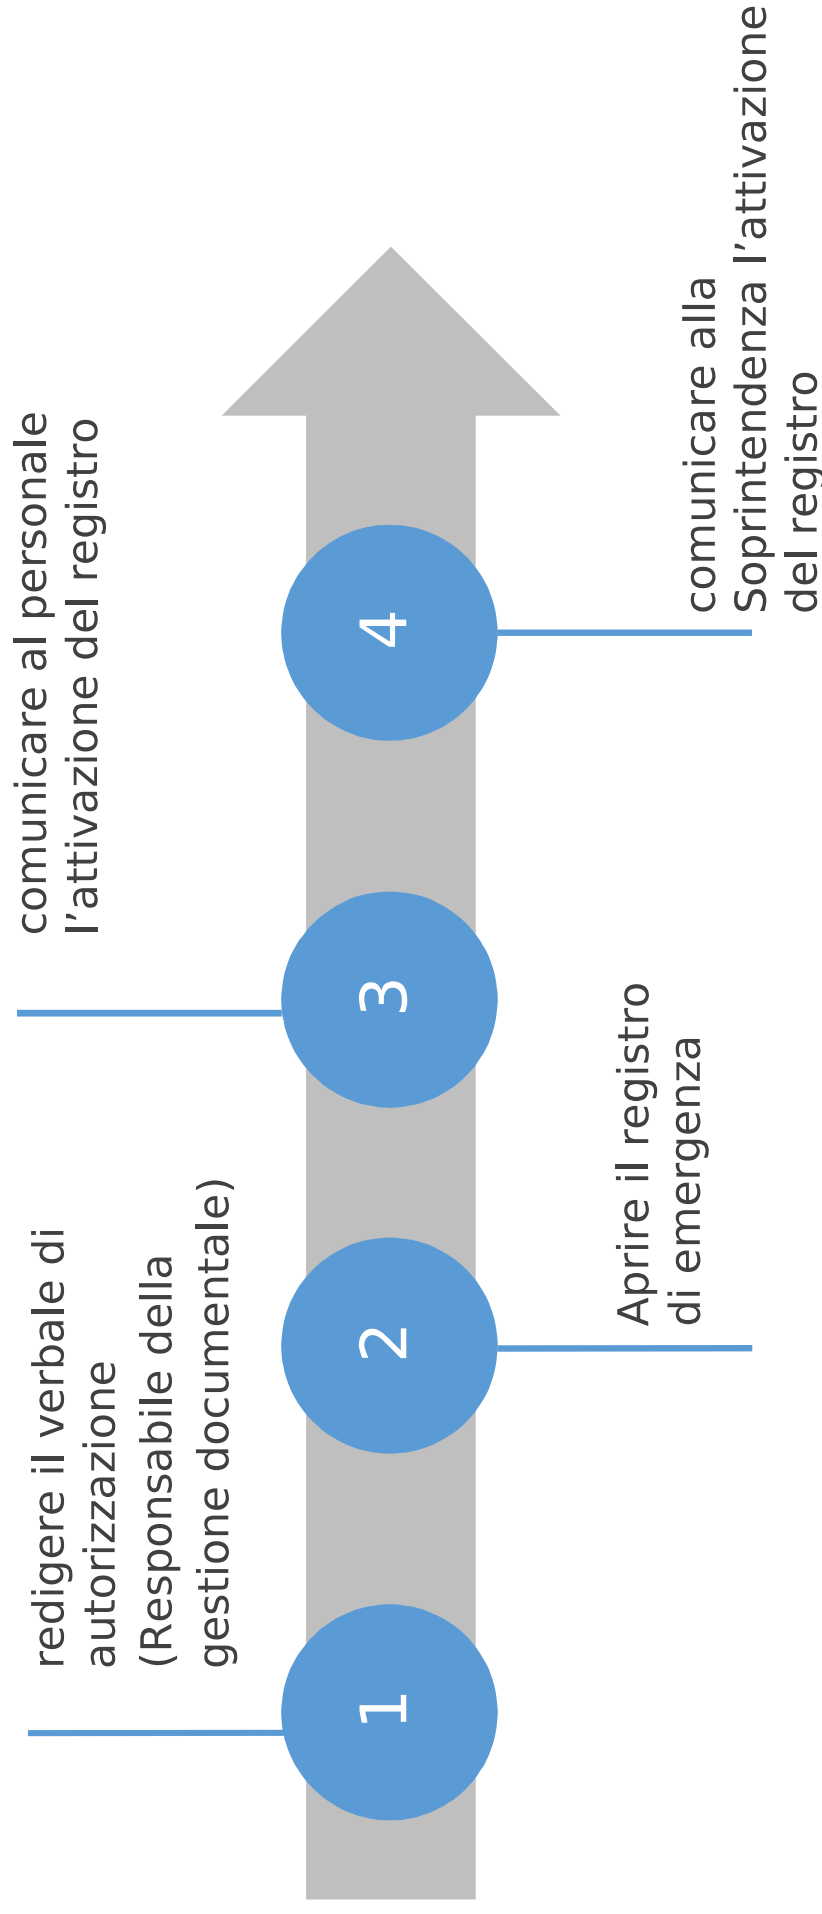 1
redigere il verbale di
autorizzazione
(Responsabile della
gestione documentale)
2
Aprire il registro
di emergenza
3
comunicare al personale
l’attivazione del registro
4
comunicare alla
Soprintendenza l’attivazione
del registro